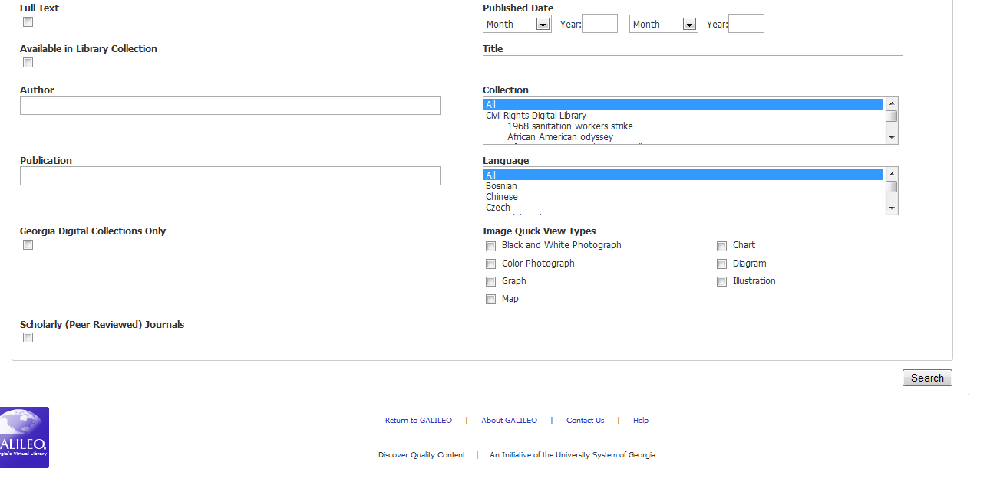 Full Text
Published Date
Month Year: – Month Year:
Available in Library Collection
Title
Author
Collection
All
Civil Rights Digital Library
1968 sanitation workers strike
African American odyssey
Publication
Language
All
Bosnian
Chinese
Czech
Georgia Digital Collections Only
Image Quick View Types
Black and White Photograph
Chart
Color Photograph
Diagram
Graph
Illustration
Map
Scholarly (Peer Reviewed) Journals
Search
Return to GALILEO | About GALILEO | Contact Us | Help
ALILEO.
rgia's Virtual Library
Discover Quality Content | An Initiative of the University System of Georgia